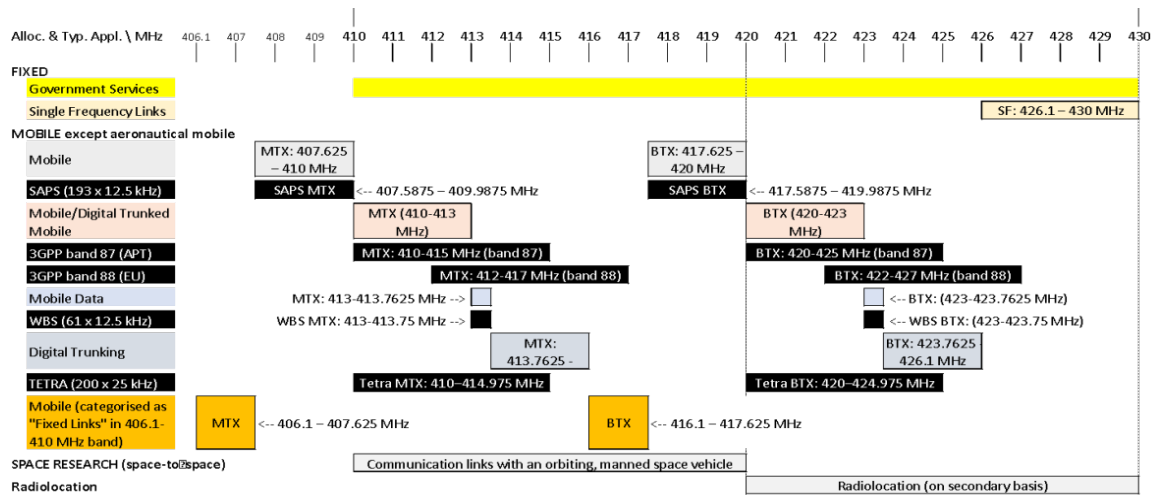 Alloc. & Typ. Appl. \ MHz 406.1 407 408 409 410 411 412 413 414 415 416 417 418 419 420 421 422 423 424 425 426 427 428 429 430
FIXED
Government Services
Single Frequency Links SF: 426.1 – 430 MHz
MOBILE except aeronautical mobile
Mobile MTX: 407.625 – 410 MHz BTX: 417.625 – 420 MHz
SAPS (193 x 12.5 kHz) SAPS MTX <-- 407.5875 – 409.9875 MHz SAPS BTX <-- 417.5875 – 419.9875 MHz
Mobile/Digital Trunked Mobile MTX (410-413 MHz) BTX (420-423 MHz)
3GPP band 87 (APT) MTX: 410-415 MHz (band 87) BTX: 420-425 MHz (band 87)
3GPP band 88 (EU) MTX: 412-417 MHz (band 88) BTX: 422-427 MHz (band 88)
Mobile Data MTX: 413-413.7625 MHz --> <-- BTX: (423-423.7625 MHz)
WBS (61 x 12.5 kHz) WBS MTX: 413-413.75 MHz --> <-- WBS BTX: (423-423.75 MHz)
Digital Trunking MTX: 413.7625 - BTX: 423.7625 - 426.1 MHz
TETRA (200 x 25 kHz) Tetra MTX: 410–414.975 MHz Tetra BTX: 420–424.975 MHz
Mobile (categorised as "Fixed Links" in 406.1-410 MHz band) MTX <-- 406.1 – 407.625 MHz BTX <-- 416.1 – 417.625 MHz
SPACE RESEARCH (space-to⍰space) Communication links with an orbiting, manned space vehicle
Radiolocation Radiolocation (on secondary basis)